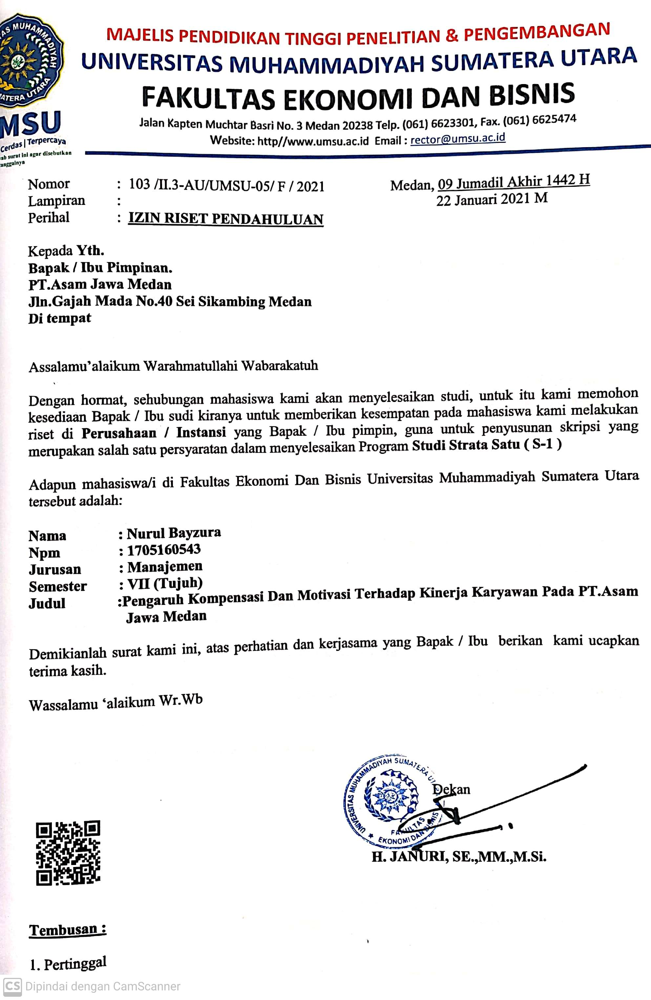 MAJELIS PENDIDIKAN TINGGI PENELITIAN & PENGEMBANGAN
UNIVERSITAS MUHAMMADIYAH SUMATERA UTARA
FAKULTAS EKONOMI DAN BISNIS
Jalan Kapten Muchtar Basri No. 3 Medan 20238 Telp. (061) 6623301, Fax. (061) 6625474
Website: http//www.umsu.ac.id Email : rector@umsu.ac.id
AS MUHAMMADIYAH
ATERA UTARA
MSU
Cerdas | Terpercaya
ab surat ini agar disebutkan
anggalnya
Nomor : 103 /II.3-AU/UMSU-05/ F / 2021
Medan, 09 Jumadil Akhir 1442 H
Lampiran :
22 Januari 2021 M
Perihal : IZIN RISET PENDAHULUAN
Kepada Yth.
Bapak / Ibu Pimpinan.
PT.Asam Jawa Medan
Jln.Gajah Mada No.40 Sei Sikambing Medan
Di tempat
Assalamu’alaikum Warahmatullahi Wabarakatuh
Dengan hormat, sehubungan mahasiswa kami akan menyelesaikan studi, untuk itu kami memohon
kesediaan Bapak / Ibu sudi kiranya untuk memberikan kesempatan pada mahasiswa kami melakukan
riset di Perusahaan / Instansi yang Bapak / Ibu pimpin, guna untuk penyusunan skripsi yang
merupakan salah satu persyaratan dalam menyelesaikan Program Studi Strata Satu ( S-1 )
Adapun mahasiswa/i di Fakultas Ekonomi Dan Bisnis Universitas Muhammadiyah Sumatera Utara
tersebut adalah:
Nama : Nurul Bayzura
Npm : 1705160543
Jurusan : Manajemen
Semester : VII (Tujuh)
Judul :Pengaruh Kompensasi Dan Motivasi Terhadap Kinerja Karyawan Pada PT.Asam
Jawa Medan
Demikianlah surat kami ini, atas perhatian dan kerjasama yang Bapak / Ibu berikan kami ucapkan
terima kasih.
Wassalamu ‘alaikum Wr.Wb
UNIVERSITAS MUHAMMADIYAH SUMATERA
FAKULTAS
EKONOMI DAN BISNIS
Dekan
H. JANURI, SE.,MM.,M.Si.
Tembusan :
1. Pertinggal
CS Dipindai dengan CamScanner